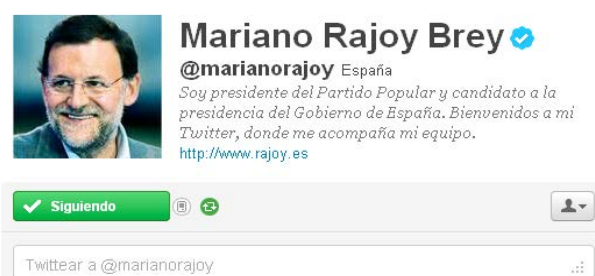 Mariano Rajoy Brey
@marianorajoy España
Soy presidente del Partido Popular y candidato a la
presidencia del Gobierno de España. Bienvenidos a mi
Twitter, donde me acompaña mi equipo.
http://www.rajoy.es
Siguiendo
Twittear a @marianorajoy